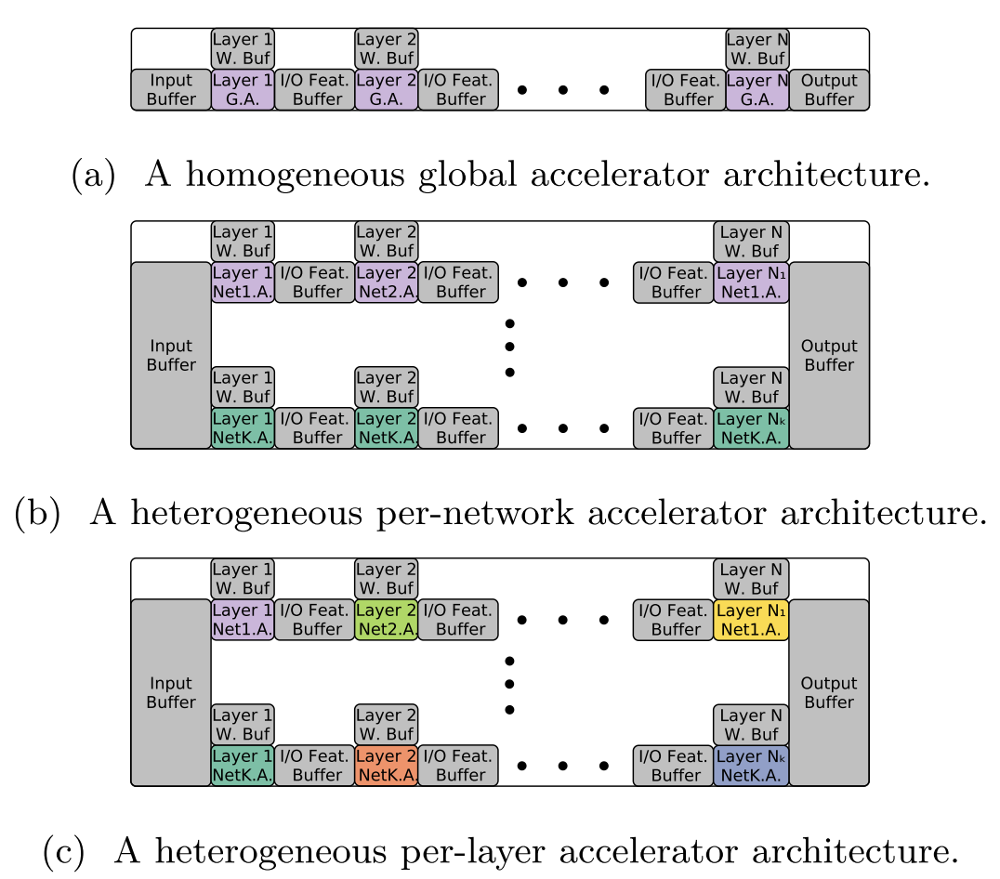 Layer 1
W. Buf
Layer 2
W. Buf
Layer N
W. Buf
Input
Buffer
Layer 1
G.A.
I/O Feat.
Buffer
Layer 2
G.A.
I/O Feat.
Buffer
I/O Feat.
Buffer
Layer N
G.A.
Output
Buffer
(a) A homogeneous global accelerator architecture.
Layer 1
W. Buf
Layer 2
W. Buf
Layer N
W. Buf
Layer 1
Net1.A.
I/O Feat.
Buffer
Layer 2
Net2.A.
I/O Feat.
Buffer
I/O Feat.
Buffer
Layer N₁
Net1.A.
Input
Buffer
Output
Buffer
Layer 1
W. Buf
Layer 2
W. Buf
Layer N
W. Buf
Layer 1
NetK.A.
I/O Feat.
Buffer
Layer 2
NetK.A.
I/O Feat.
Buffer
I/O Feat.
Buffer
Layer Nₖ
NetK.A.
(b) A heterogeneous per-network accelerator architecture.
Layer 1
W. Buf
Layer 2
W. Buf
Layer N
W. Buf
Layer 1
Net1.A.
I/O Feat.
Buffer
Layer 2
Net2.A.
I/O Feat.
Buffer
I/O Feat.
Buffer
Layer N₁
Net1.A.
Input
Buffer
Output
Buffer
Layer 1
W. Buf
Layer 2
W. Buf
Layer N
W. Buf
Layer 1
NetK.A.
I/O Feat.
Buffer
Layer 2
NetK.A.
I/O Feat.
Buffer
I/O Feat.
Buffer
Layer Nₖ
NetK.A.
(c) A heterogeneous per-layer accelerator architecture.